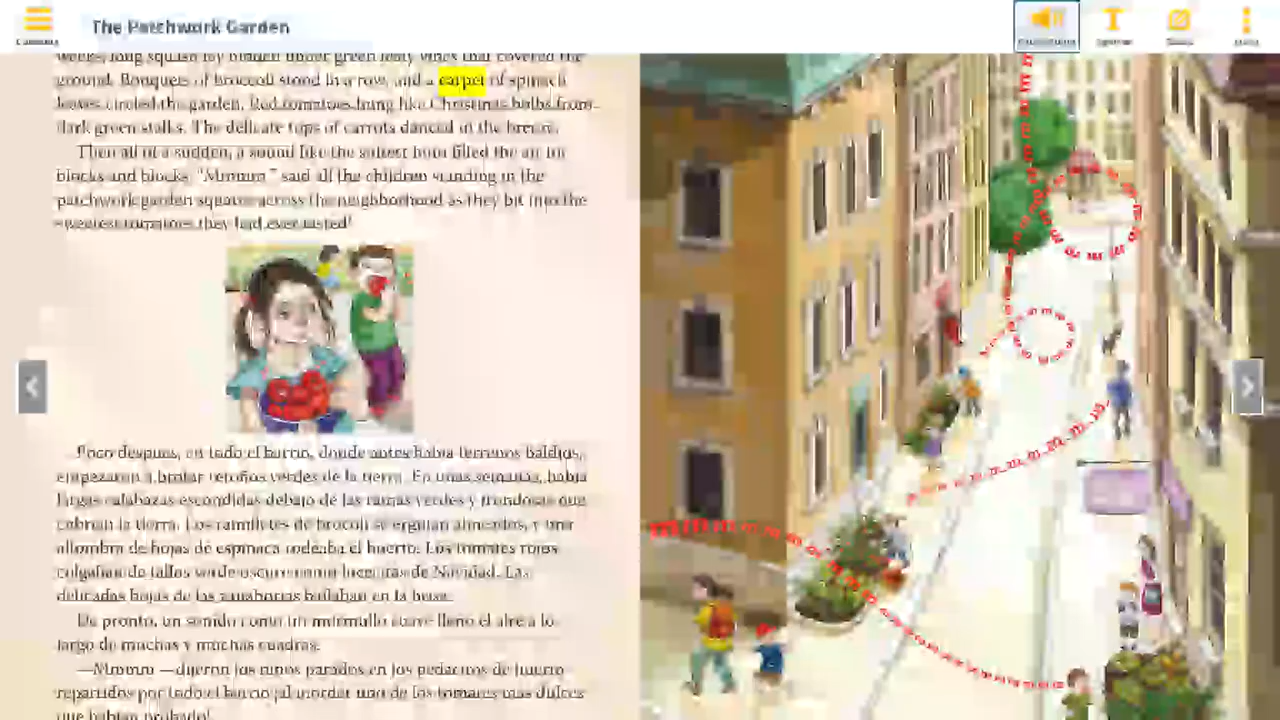 The Patchwork Garden
weeks, long squash lay hidden under green leafy vines that covered the
ground. Bouquets of broccoli stood in a row, and a carpet of spinach
leaves circled the garden. Red tomatoes hung like Christmas bulbs from
dark green stalks. The delicate tops of carrots danced in the breeze.
Then all of a sudden, a sound like the softest hum filled the air for
blocks and blocks. "Mmmm" said all the children standing in the
patchwork garden squares across the neighborhood as they bit into the
sweetest tomatoes they had ever tasted!
Poco después, en todo el barrio, donde antes había terrenos baldíos,
empezaron a brotar retoños verdes de la tierra. En unas semanas, había
largas calabazas escondidas debajo de las ramas verdes y frondosas que
cubrían la tierra. Los ramilletes de brócoli se erguían alineados, y una
alfombra de hojas de espinaca rodeaba el huerto. Los tomates rojos
colgaban de tallos verde oscuro como lucecitas de Navidad. Las
delicadas hojas de las zanahorias bailaban en la brisa.
De pronto, un sonido como un murmullo suave llenó el aire a lo
largo de muchas y muchas cuadras.
—Mmmm —dijeron los niños parados en los pedacitos de huerto
repartidos por todo el barrio ¡al morder uno de los tomates más dulces
que habían probado!